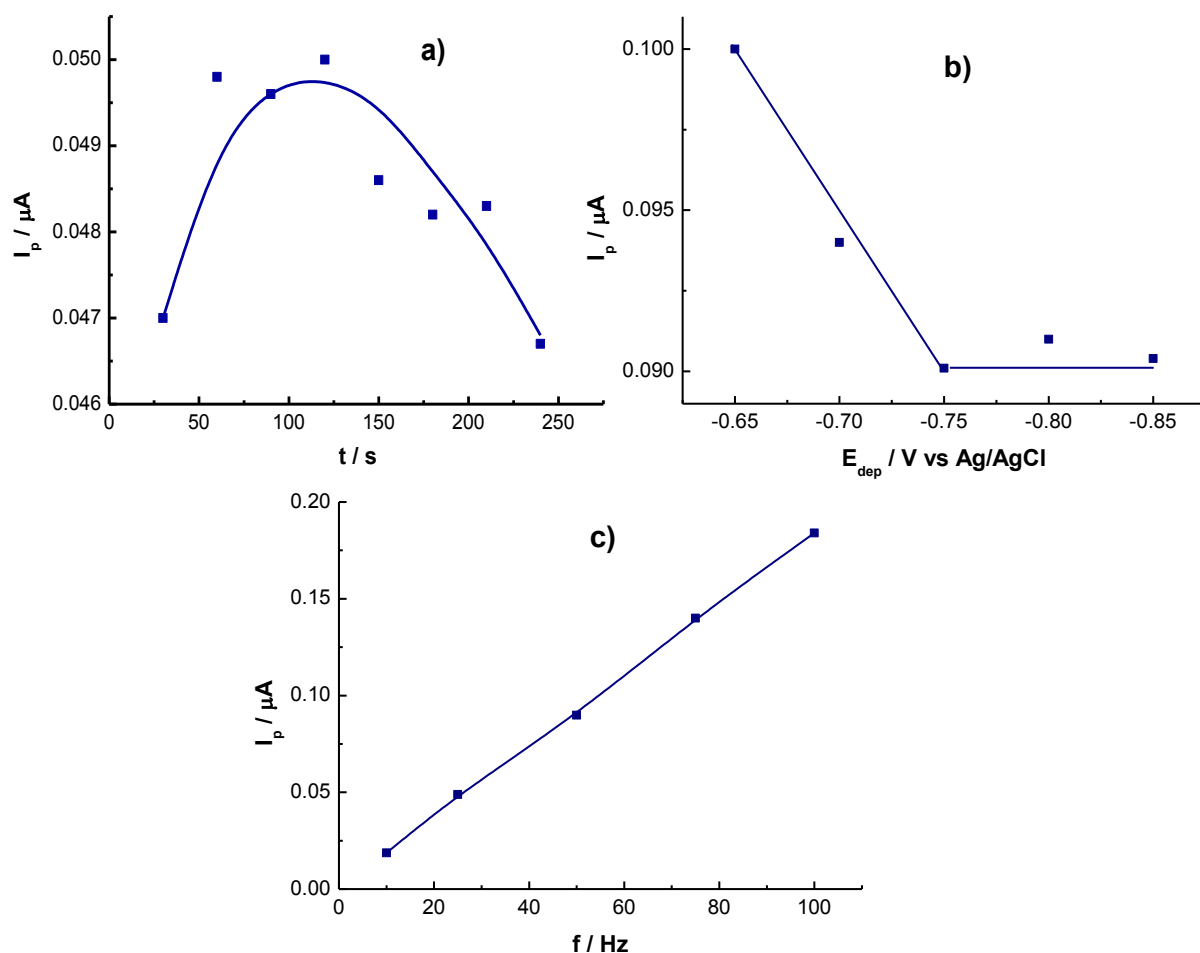 a)
0.050
0.049
0.048
0.047
0.046
I_p / μA
0 50 100 150 200 250
t / s
b)
0.100
0.095
0.090
I_p / μA
-0.65 -0.70 -0.75 -0.80 -0.85
E_dep / V vs Ag/AgCl
c)
0.20
0.15
0.10
0.05
0.00
I_p / μA
0 20 40 60 80 100
f / Hz